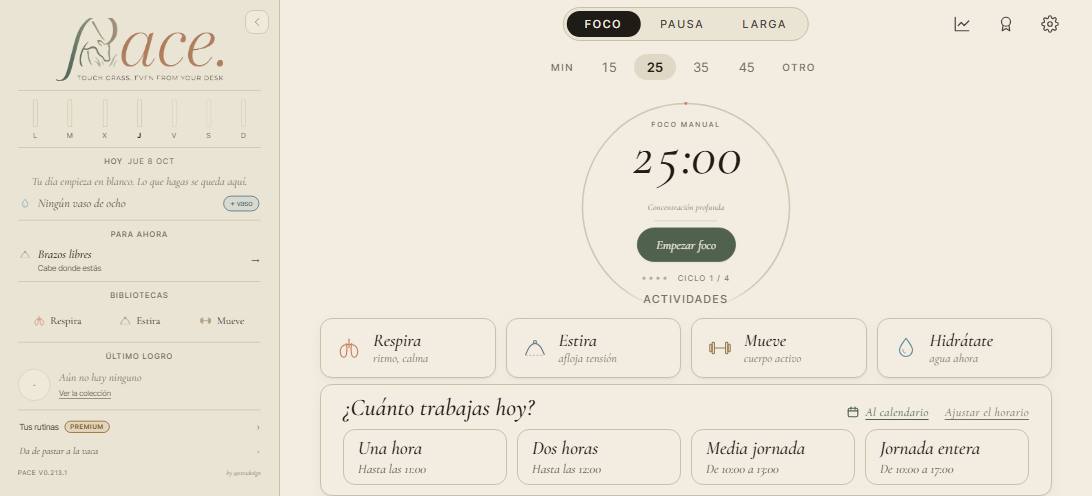 Pace.
TOUCH GRASS. EVEN FROM YOUR DESK
L M X J V S D
HOY JUE 8 OCT
Tu día empieza en blanco. Lo que hagas se queda aquí.
Ningún vaso de ocho
+ vaso
PARA AHORA
Brazos libres
Cabe donde estás
→
BIBLIOTECAS
Respira Estira Mueve
ÚLTIMO LOGRO
Aún no hay ninguno
Ver la colección
Tus rutinas PREMIUM
Da de pastar a la vaca
PACE V0.213.1
FOCO PAUSA LARGA
MIN 15 25 35 45 OTRO
FOCO MANUAL
25:00
Concentración profunda
Empezar foco
CICLO 1 / 4
ACTIVIDADES
Respira
ritmo, calma
Estira
afloja tensión
Mueve
cuerpo activo
Hidrátate
agua ahora
¿Cuánto trabajas hoy?
Al calendario Ajustar el horario
Una hora
Hasta las 11:00
Dos horas
Hasta las 12:00
Media jornada
De 10:00 a 13:00
Jornada entera
De 10:00 a 17:00